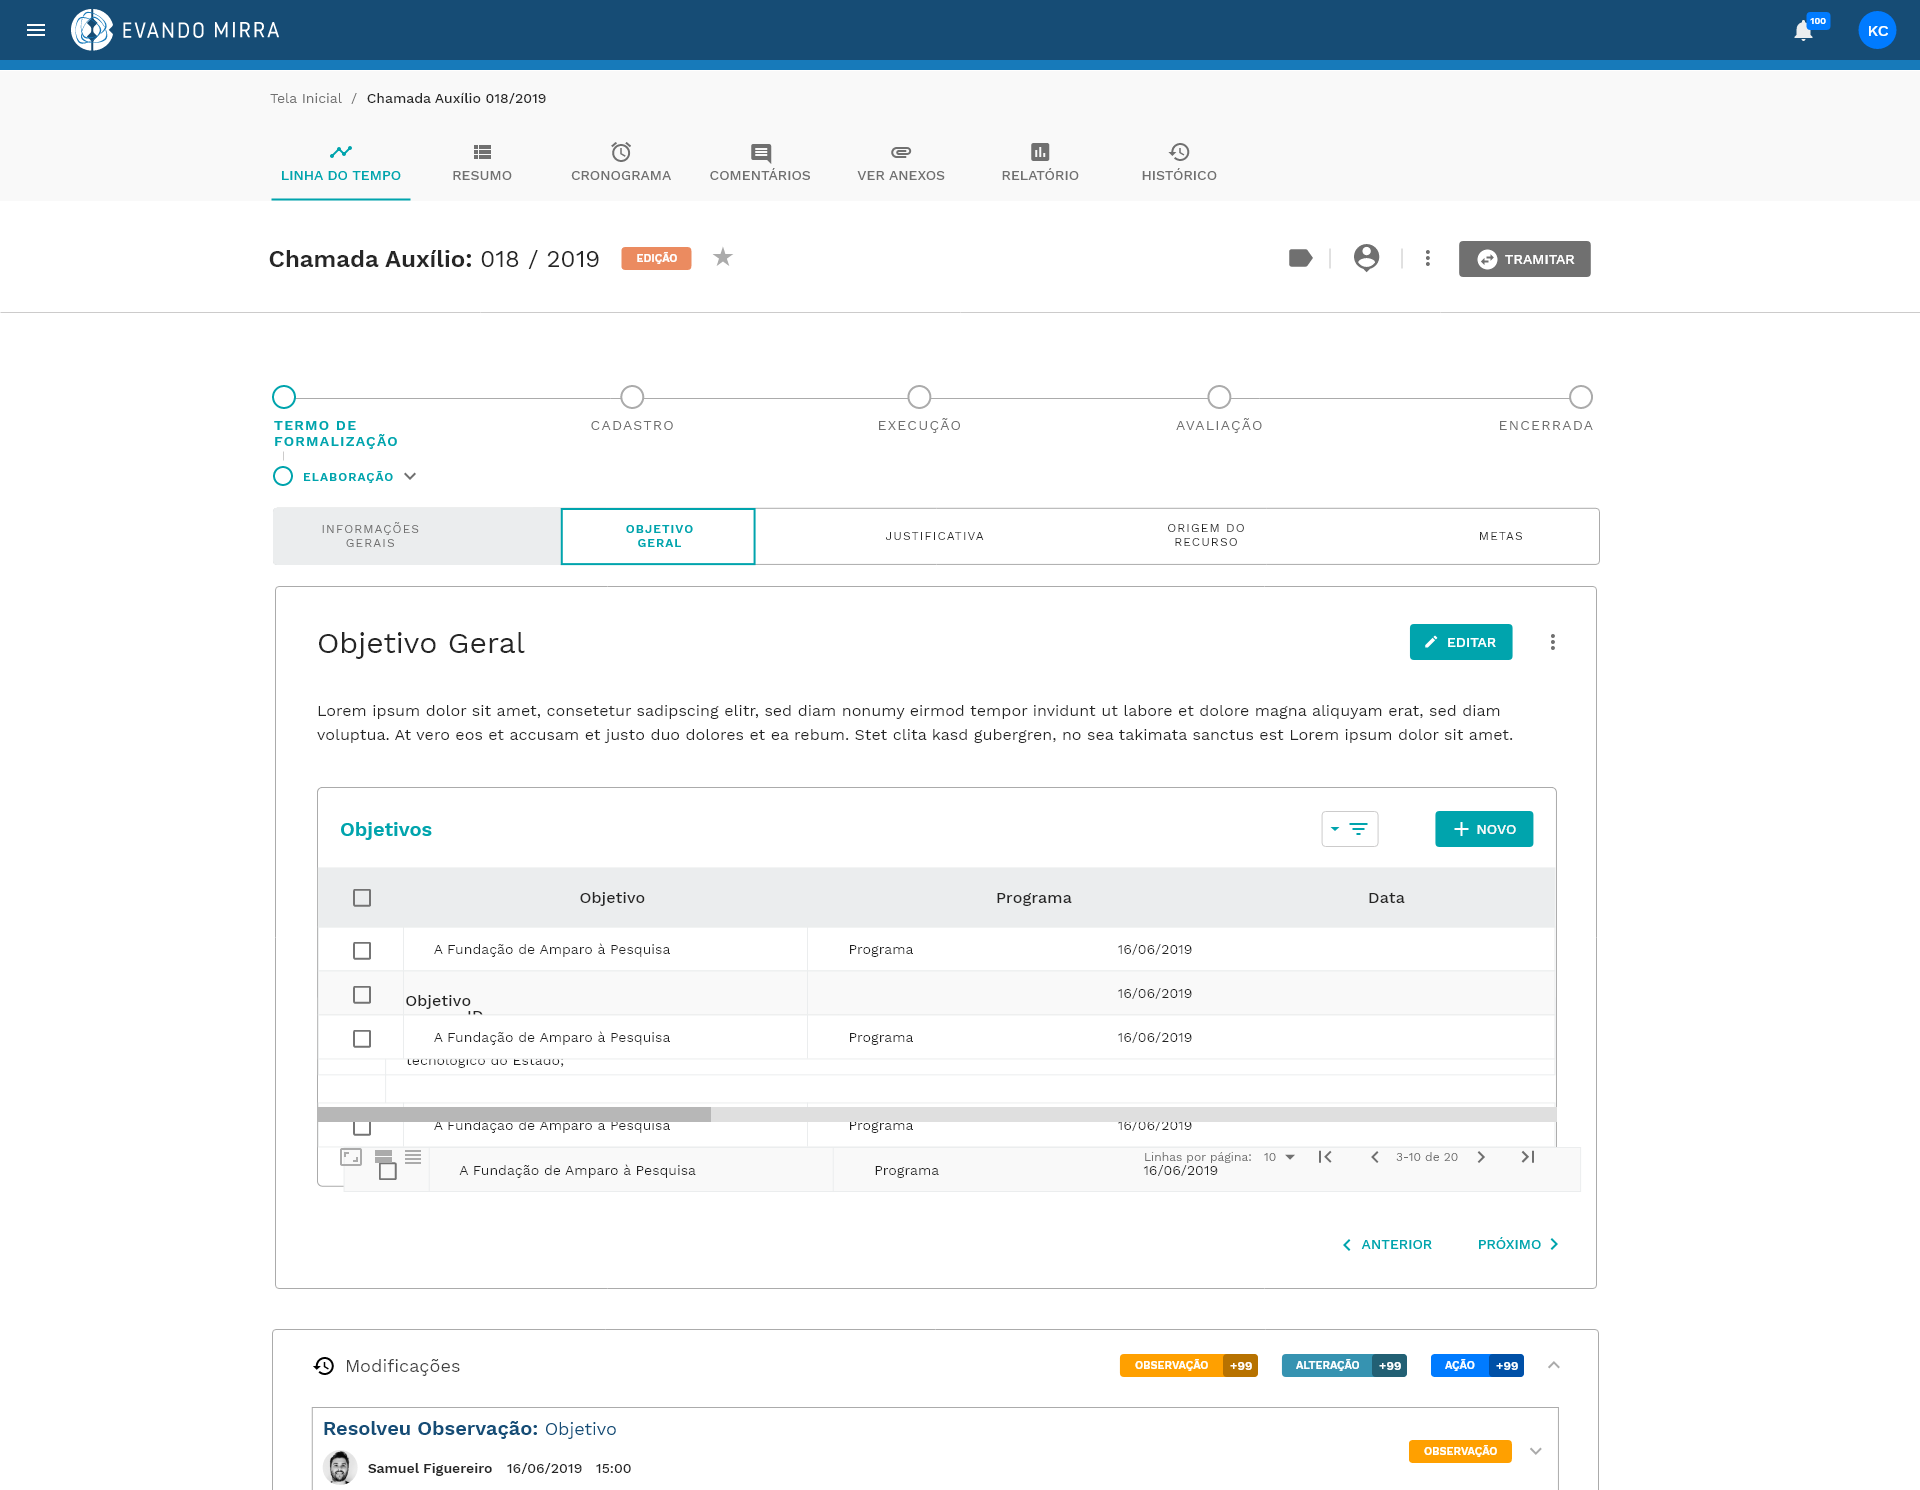 EVANDO MIRRA
100
KC
Tela Inicial / Chamada Auxílio 018/2019
LINHA DO TEMPO
RESUMO
CRONOGRAMA
COMENTÁRIOS
VER ANEXOS
RELATÓRIO
HISTÓRICO
Chamada Auxílio: 018 / 2019
EDIÇÃO
TRAMITAR
TERMO DE
FORMALIZAÇÃO
CADASTRO
EXECUÇÃO
AVALIAÇÃO
ENCERRADA
ELABORAÇÃO
INFORMAÇÕES
GERAIS
OBJETIVO
GERAL
JUSTIFICATIVA
ORIGEM DO
RECURSO
METAS
Objetivo Geral
EDITAR
Lorem ipsum dolor sit amet, consetetur sadipscing elitr, sed diam nonumy eirmod tempor invidunt ut labore et dolore magna aliquyam erat, sed diam
voluptua. At vero eos et accusam et justo duo dolores et ea rebum. Stet clita kasd gubergren, no sea takimata sanctus est Lorem ipsum dolor sit amet.
Objetivos
NOVO
Objetivo Programa Data
A Fundação de Amparo à Pesquisa Programa 16/06/2019
16/06/2019
Objetivo
ID
A Fundação de Amparo à Pesquisa Programa 16/06/2019
tecnológico do Estado;
A Fundação de Amparo à Pesquisa Programa 16/06/2019
Linhas por página: 10 3-10 de 20
A Fundação de Amparo à Pesquisa Programa 16/06/2019
ANTERIOR PRÓXIMO
Modificações
OBSERVAÇÃO +99
ALTERAÇÃO +99
AÇÃO +99
Resolveu Observação: Objetivo
OBSERVAÇÃO
Samuel Figuereiro 16/06/2019 15:00